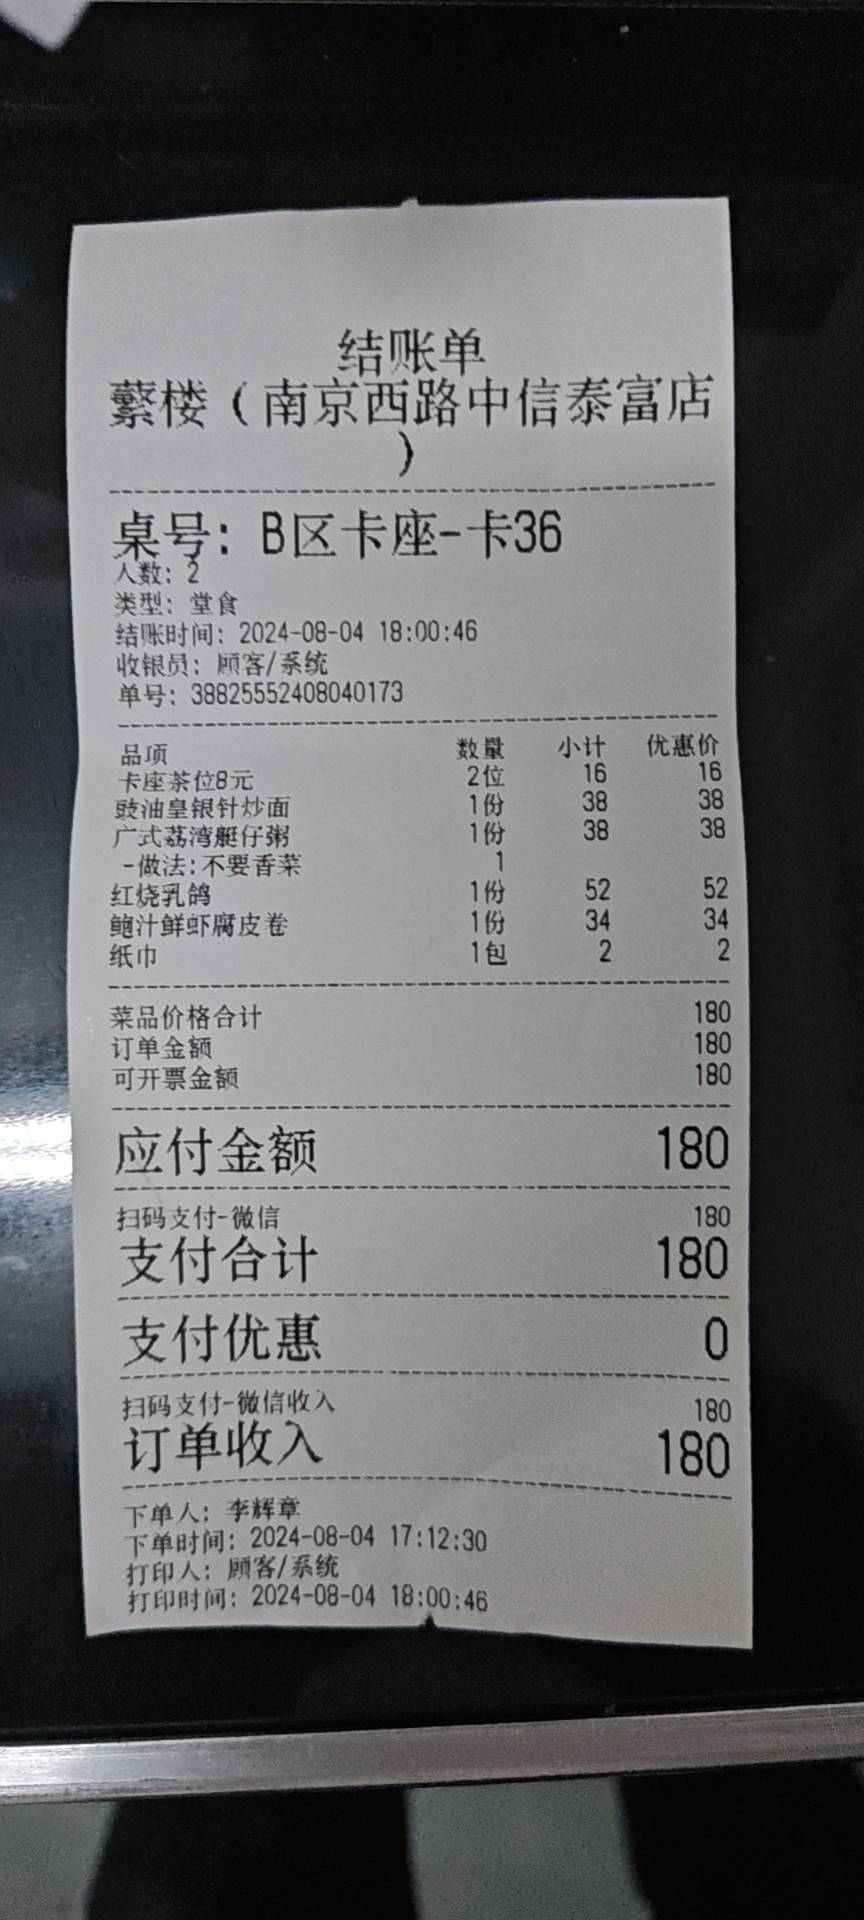 结账单
蘩楼（南京西路中信泰富店
）
桌号: B区卡座-卡36
人数: 2
类型: 堂食
结账时间: 2024-08-04 18:00:46
收银员: 顾客/系统
单号: 38825552408040173
品项 数量 小计 优惠价
卡座茶位8元 2位 16 16
豉油皇银针炒面 1份 38 38
广式荔湾艇仔粥 1份 38 38
-做法:不要香菜 1
红烧乳鸽 1份 52 52
鲍汁鲜虾腐皮卷 1份 34 34
纸巾 1包 2 2
菜品价格合计 180
订单金额 180
可开票金额 180
应付金额 180
扫码支付-微信 180
支付合计 180
支付优惠 0
扫码支付-微信收入 180
订单收入 180
下单人: 李辉章
下单时间: 2024-08-04 17:12:30
打印人: 顾客/系统
打印时间: 2024-08-04 18:00:46